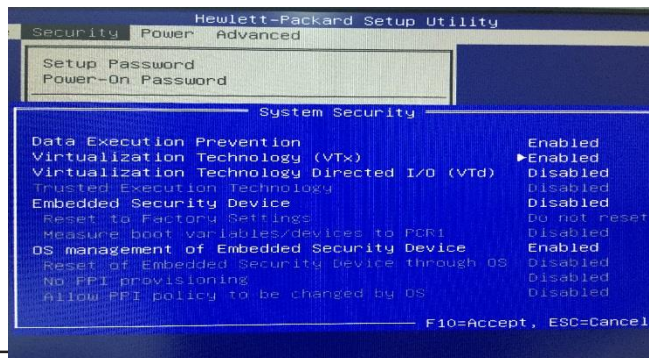 Hewlett-Packard Setup Utility
Security Power Advanced
Setup Password
Power-On Password
System Security
Data Execution Prevention Enabled
Virtualization Technology (VTx) ▶Enabled
Virtualization Technology Directed I/O (VTd) Disabled
Trusted Execution Technology Disabled
Embedded Security Device Disabled
Reset to Factory Settings Do not reset
Measure boot variables/devices to PCR1 Disabled
OS management of Embedded Security Device Enabled
Reset of Embedded Security Device through OS Disabled
No PPI provisioning Disabled
Allow PPI policy to be changed by OS Disabled
F10=Accept, ESC=Cancel